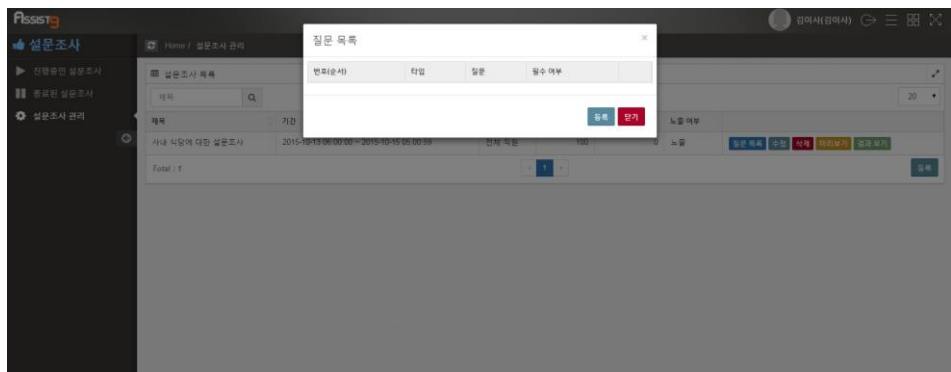 Assist9
김이사(김이사)
설문조사
Home / 설문조사 관리
진행중인 설문조사
종료된 설문조사
설문조사 관리
질문 목록
×
번호(순서) 타입 질문 필수 여부
등록 닫기
설문조사 목록
제목
20
제목 기간 노출 여부
사내 식당에 대한 설문조사 2015-10-13 06:00:00 ~ 2015-10-15 05:00:59 전체 직원 100 0 노출 질문 목록 수정 삭제 미리보기 결과 보기
Total : 1
1
등록